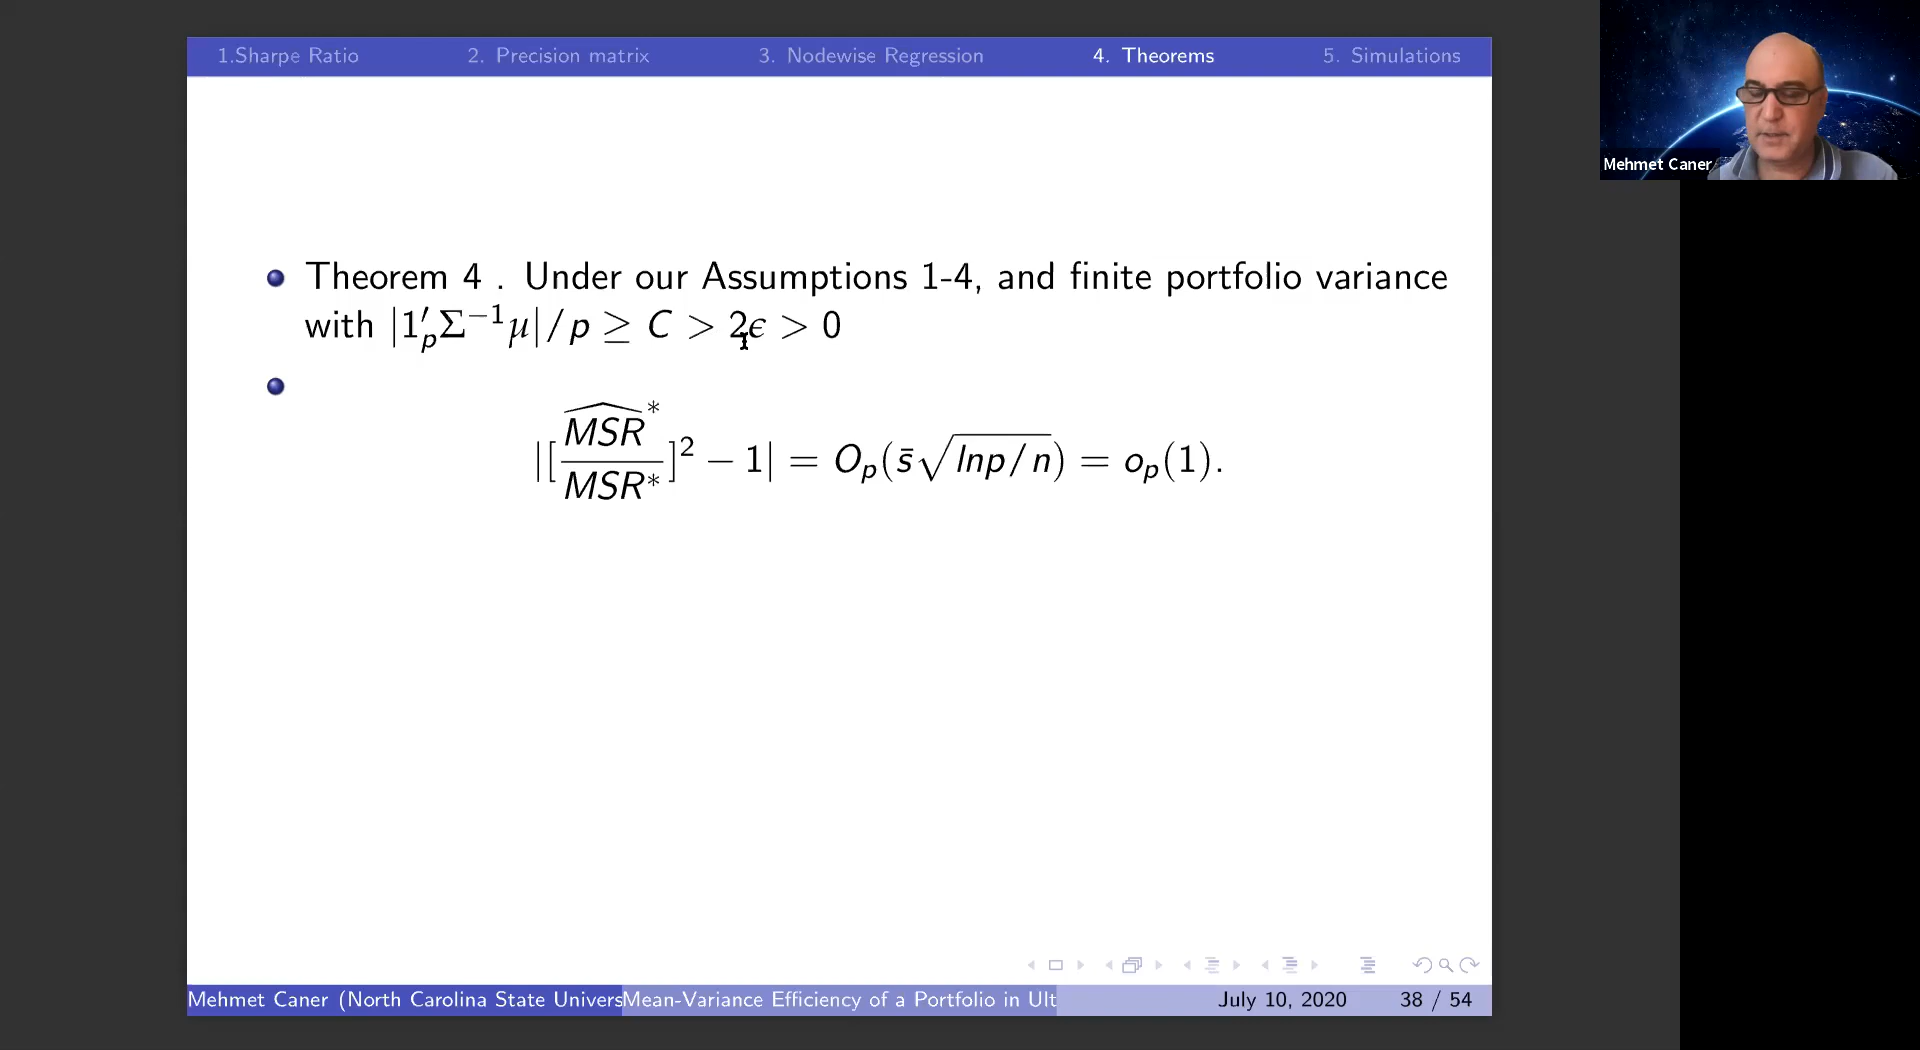 1.Sharpe Ratio 2. Precision matrix 3. Nodewise Regression 4. Theorems 5. Simulations
Mehmet Caner
Theorem 4 . Under our Assumptions 1-4, and finite portfolio variance
with |1′ₚΣ⁻¹μ|/p ≥ C > 2ϵ > 0
|[\frac{\widehat{MSR}^*}{MSR^*}]² − 1| = Oₚ(s̄√(lnp/n)) = oₚ(1).
Mehmet Caner (North Carolina State Univers Mean-Variance Efficiency of a Portfolio in Ult July 10, 2020 38 / 54